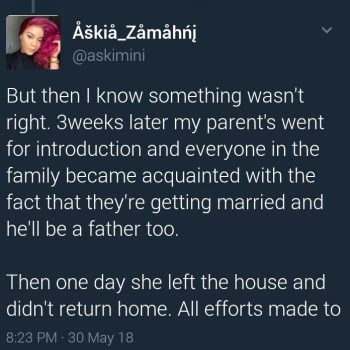 Åškiå_Zåmåhńį
@askimini
But then I know something wasn't
right. 3weeks later my parent's went
for introduction and everyone in the
family became acquainted with the
fact that they're getting married and
he'll be a father too.
Then one day she left the house and
didn't return home. All efforts made to
8:23 PM · 30 May 18